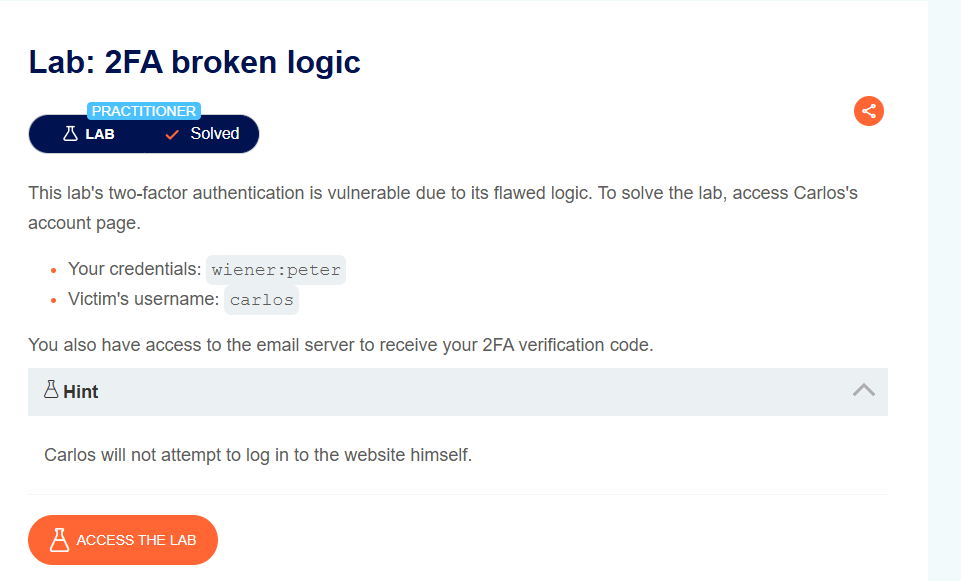 Lab: 2FA broken logic
PRACTITIONER
LAB Solved
This lab's two-factor authentication is vulnerable due to its flawed logic. To solve the lab, access Carlos's
account page.
Your credentials: wiener:peter
Victim's username: carlos
You also have access to the email server to receive your 2FA verification code.
Hint
Carlos will not attempt to log in to the website himself.
ACCESS THE LAB